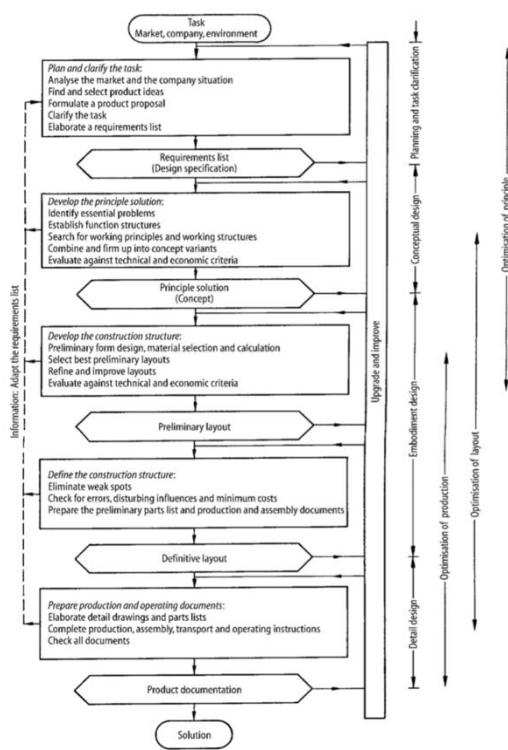 Task
Market, company, environment
Plan and clarify the task:
Analyse the market and the company situation
Find and select product ideas
Formulate a product proposal
Clarify the task
Elaborate a requirements list
Requirements list
(Design specification)
Develop the principle solution:
Identify essential problems
Establish function structures
Search for working principles and working structures
Combine and firm up into concept variants
Evaluate against technical and economic criteria
Principle solution
(Concept)
Develop the construction structure:
Preliminary form design, material selection and calculation
Select best preliminary layouts
Refine and improve layouts
Evaluate against technical and economic criteria
Preliminary layout
Define the construction structure:
Eliminate weak spots
Check for errors, disturbing influences and minimum costs
Prepare the preliminary parts list and production and assembly documents
Definitive layout
Prepare production and operating documents:
Elaborate detail drawings and parts lists
Complete production, assembly, transport and operating instructions
Check all documents
Product documentation
Solution
Information: Adapt the requirements list
Upgrade and improve
Planning and task clarification
Conceptual design
Embodiment design
Detail design
Optimisation of production
Optimisation of layout
Optimisation of principle